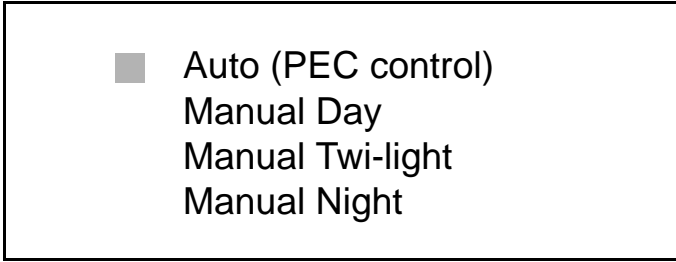 Auto (PEC control)
Manual Day
Manual Twi-light
Manual Night